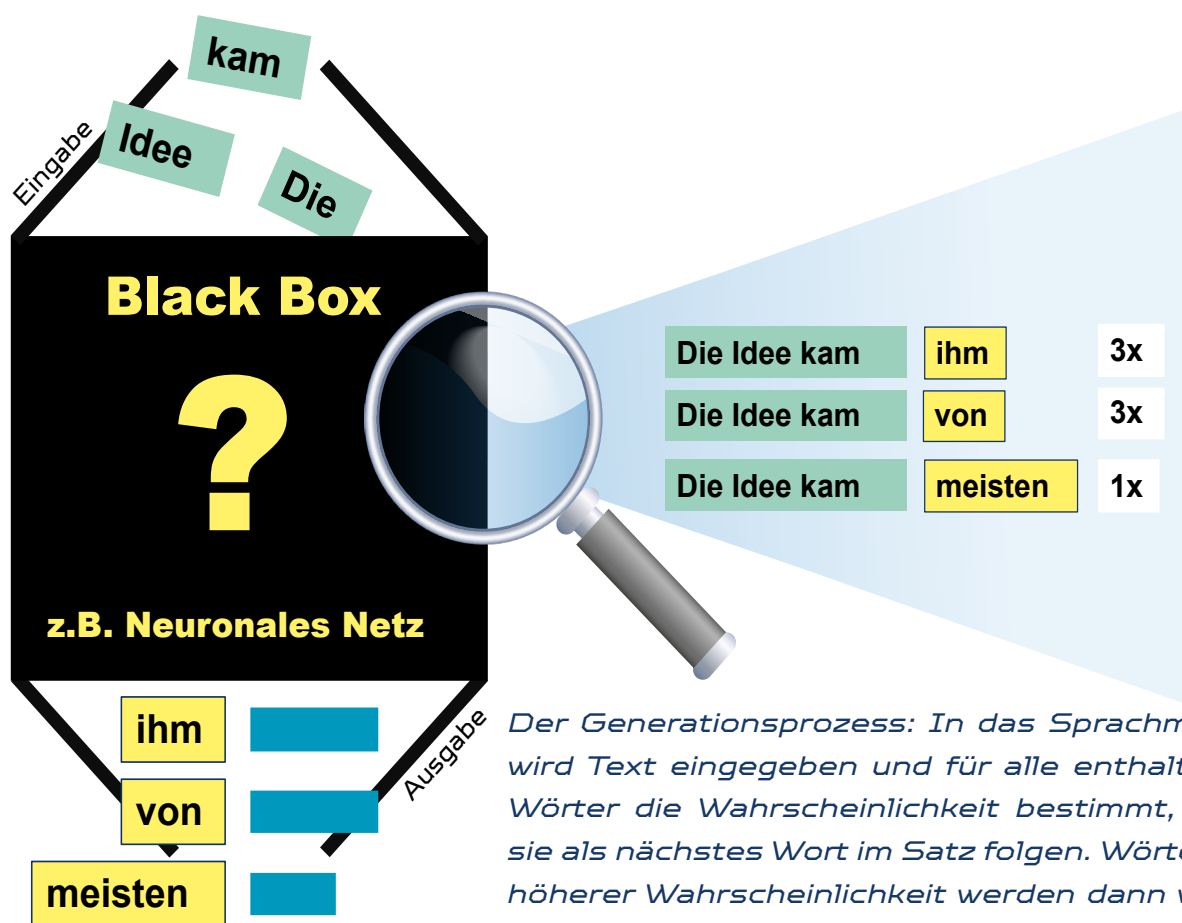 kam
Idee
Die
Eingabe
Black Box
?
z.B. Neuronales Netz
Die Idee kam ihm 3x
Die Idee kam von 3x
Die Idee kam meisten 1x
ihm
von
meisten
Ausgabe
Der Generationsprozess: In das Sprachm
wird Text eingegeben und für alle enthalt
Wörter die Wahrscheinlichkeit bestimmt,
sie als nächstes Wort im Satz folgen. Wörte
höherer Wahrscheinlichkeit werden dann